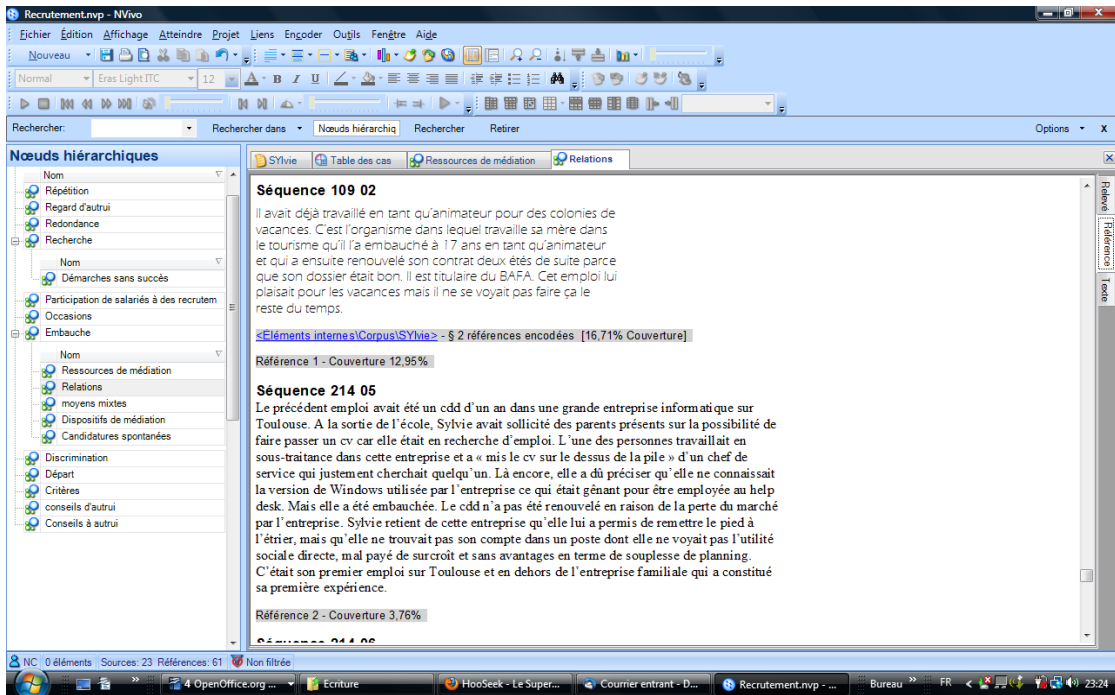 Recrutement.nvp - NVivo
Fichier Édition Affichage Atteindre Projet Liens Encoder Outils Fenêtre Aide
Nouveau
Normal Eras Light ITC 12 A B I U
Rechercher: Rechercher dans Nœuds hiérarchiq Rechercher Retirer Options X
Nœuds hiérarchiques
Nom
Répétition
Regard d'autrui
Redondance
Recherche
Nom
Démarches sans succès
Participation de salariés à des recrutem
Occasions
Embauche
Nom
Ressources de médiation
Relations
moyens mixtes
Dispositifs de médiation
Candidatures spontanées
Discrimination
Départ
Critères
conseils d'autrui
Conseils à autrui
SYlvie Table des cas Ressources de médiation Relations
Séquence 109 02
Il avait déjà travaillé en tant qu'animateur pour des colonies de
vacances. C'est l'organisme dans lequel travaille sa mère dans
le tourisme qu'il l'a embauché à 17 ans en tant qu'animateur
et qui a ensuite renouvelé son contrat deux étés de suite parce
que son dossier était bon. Il est titulaire du BAFA. Cet emploi lui
plaisait pour les vacances mais il ne se voyait pas faire ça le
reste du temps.
<Éléments internes\Corpus\SYlvie> - § 2 références encodées [16,71% Couverture]
Référence 1 - Couverture 12,95%
Séquence 214 05
Le précédent emploi avait été un cdd d'un an dans une grande entreprise informatique sur
Toulouse. A la sortie de l'école, Sylvie avait sollicité des parents présents sur la possibilité de
faire passer un cv car elle était en recherche d'emploi. L'une des personnes travaillait en
sous-traitance dans cette entreprise et a « mis le cv sur le dessus de la pile » d'un chef de
service qui justement cherchait quelqu'un. Là encore, elle a dû préciser qu'elle ne connaissait
la version de Windows utilisée par l'entreprise ce qui était gênant pour être employée au help
desk. Mais elle a été embauchée. Le cdd n'a pas été renouvelé en raison de la perte du marché
par l'entreprise. Sylvie retient de cette entreprise qu'elle lui a permis de remettre le pied à
l'étrier, mais qu'elle ne trouvait pas son compte dans un poste dont elle ne voyait pas l'utilité
sociale directe, mal payé de surcroît et sans avantages en terme de souplesse de planning.
C'était son premier emploi sur Toulouse et en dehors de l'entreprise familiale qui a constitué
sa première expérience.
Référence 2 - Couverture 3,76%
Séquence 214 06
Relevé
Référence
Texte
NC 0 éléments Sources: 23 Références: 61 Non filtrée
4 OpenOffice.org ... Ecriture HooSeek - Le Super... Courrier entrant - D... Recrutement.nvp - ... Bureau » FR < 23:24